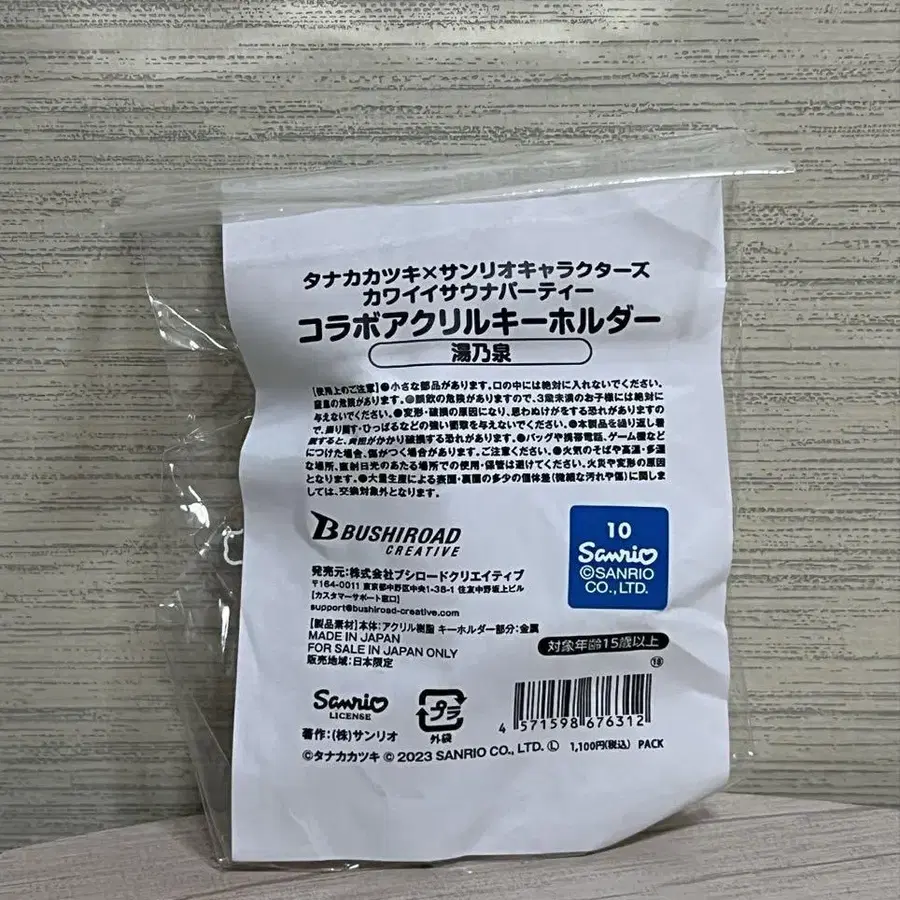 タナカカツキ×サンリオキャラクターズ
カワイイサウナパーティー
コラボアクリルキーホルダー
湯乃泉
【使用上のご注意】●小さな部品があります。口の中には絶対に入れないでください。
窒息の危険があります。●誤飲の危険がありますので、3歳未満のお子様には絶対に
与えないでください。●変形・破損の原因になり、思わぬけがをする恐れがありますの
で、振り回す・ひっぱるなどの強い衝撃を与えないでください。●本製品を繰り返し着
脱すると、負担がかかり破損する恐れがあります。●バッグや携帯電話、ゲーム機など
につけた場合、傷がつく場合があります。ご注意ください。●火気のそばや高温・多湿
な場所、直射日光のあたる場所での使用・保管は避けてください。火災や変形の原因
となります。●大量生産による表面・裏面の多少の個体差(微細な汚れや傷)に関しま
しては、交換対象外となります。
BUSHIROAD
CREATIVE
10
Sanrio
©SANRIO
CO., LTD.
発売元:株式会社ブシロードクリエイティブ
〒164-0011 東京都中野区中央1-38-1 住友中野坂上ビル
【カスタマーサポート窓口】
support@bushiroad-creative.com
【製品素材】本体:アクリル樹脂 キーホルダー部分:金属
MADE IN JAPAN
FOR SALE IN JAPAN ONLY
販売地域:日本限定
対象年齢15歳以上
⑱
Sanrio
LICENSE
著作:(株)サンリオ
プラ
外袋
4 571598 676312
©タナカカツキ © 2023 SANRIO CO., LTD. Ⓛ 1,100円(税込) PACK